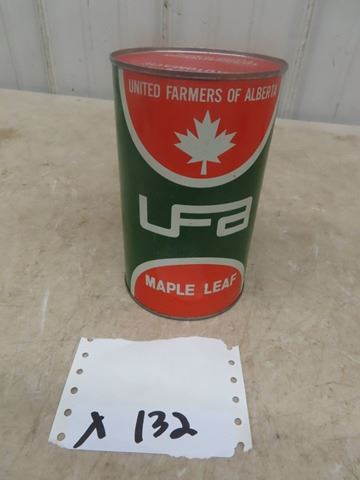 UNITED FARMERS OF ALBERTA
UFA
MAPLE LEAF
X 132